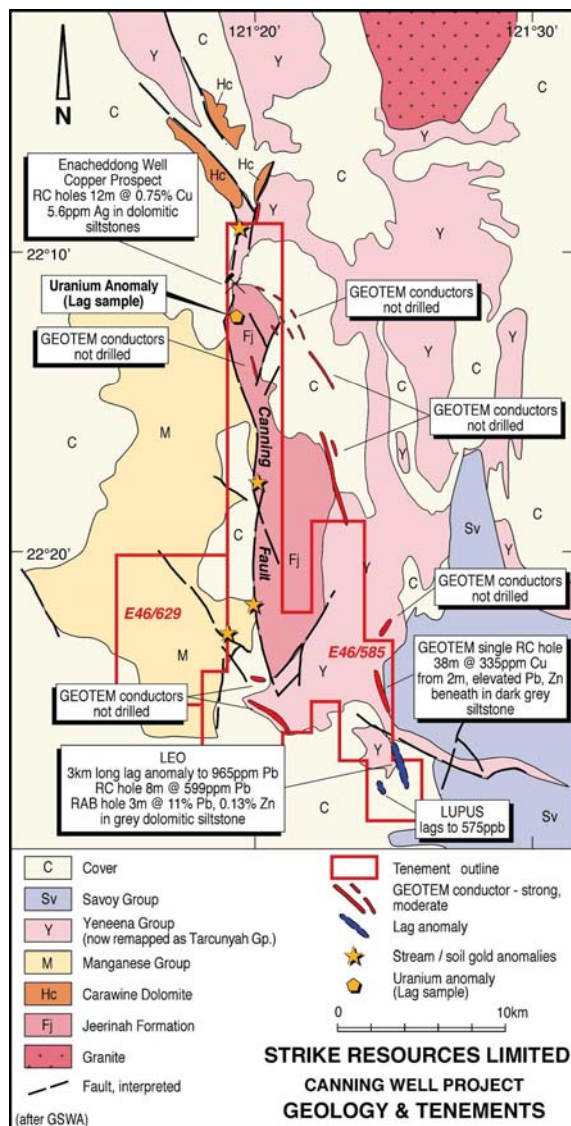 121°20'
121°30'
Y
C
Y
C
Hc
C
N
Y
Hc
Hc
C
Y
Enacheddong Well
Copper Prospect
RC holes 12m @ 0.75% Cu
5.6ppm Ag in dolomitic
siltstones
22°10'
Uranium Anomaly
(Lag sample)
GEOTEM conductors
not drilled
GEOTEM conductors
not drilled
Fj
Y
Y
C
C
C
GEOTEM conductors
not drilled
C
M
Canning
Fault
Y
Sv
C
22°20'
C
Fj
Y
C
Y
GEOTEM conductors
not drilled
E46/629
E46/585
M
Y
GEOTEM single RC hole
38m @ 335ppm Cu
from 2m, elevated Pb, Zn
beneath in dark grey
siltstone
GEOTEM conductors
not drilled
Y
LEO
3km long lag anomaly to 965ppm Pb
RC hole 8m @ 599ppm Pb
RAB hole 3m @ 11% Pb, 0.13% Zn
in grey dolomitic siltstone
C
LUPUS
lags to 575ppb
Sv
C Cover
Sv Savoy Group
Y Yeneena Group
(now remapped as Tarcunyah Gp.)
M Manganese Group
Hc Carawine Dolomite
Fj Jeerinah Formation
Granite
Fault, interpreted
(after GSWA)
Tenement outline
GEOTEM conductor - strong,
moderate
Lag anomaly
Stream / soil gold anomalies
Uranium anomaly
(Lag sample)
0 10km
STRIKE RESOURCES LIMITED
CANNING WELL PROJECT
GEOLOGY & TENEMENTS